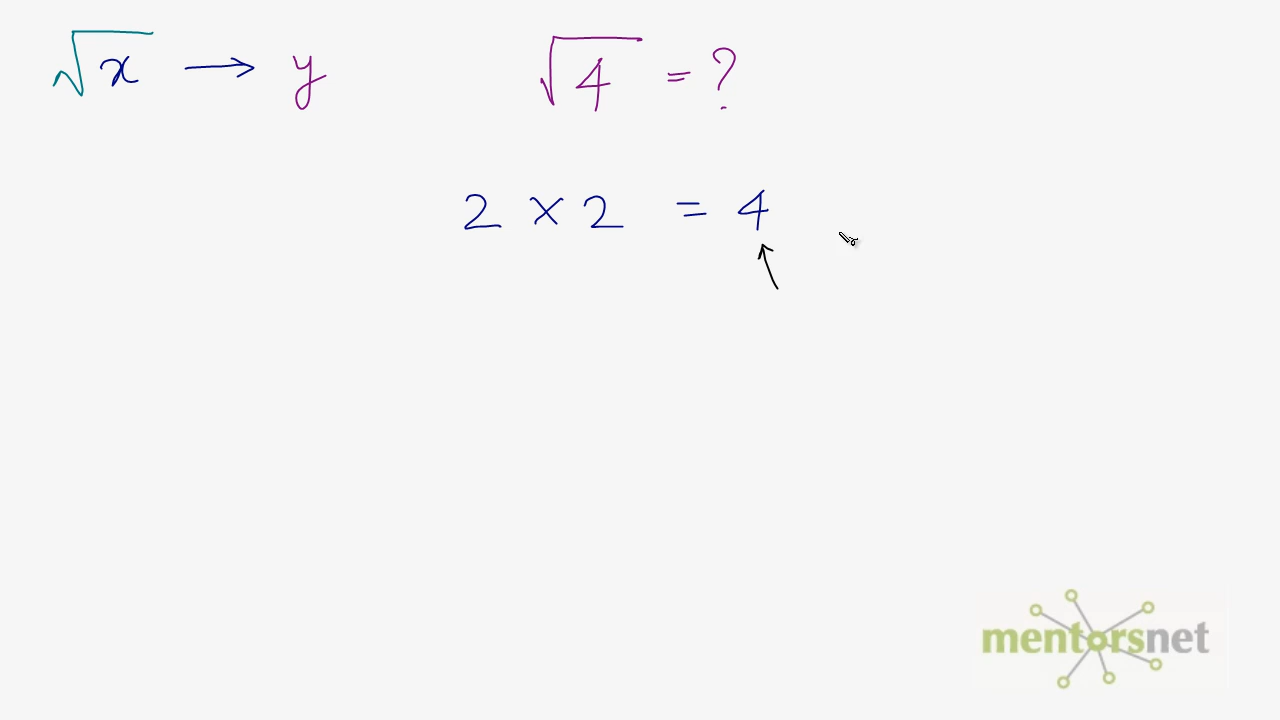 √x → y √4 = ?
2 × 2 = 4
↑
mentorsnet